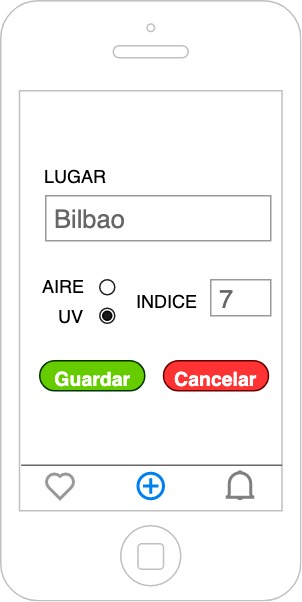 LUGAR
Bilbao
AIRE
UV
INDICE
7
Guardar
Cancelar